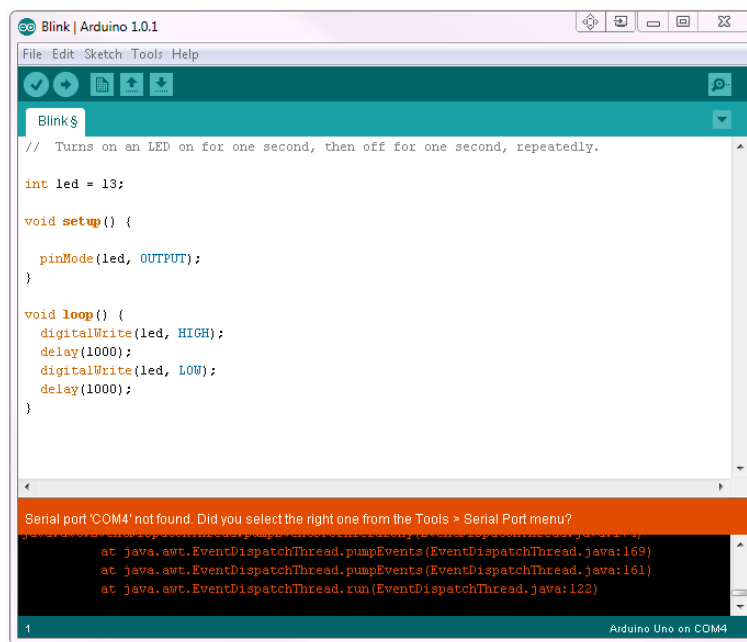 Blink | Arduino 1.0.1
File Edit Sketch Tools Help
Blink §
// Turns on an LED on for one second, then off for one second, repeatedly.
int led = 13;
void setup() {
pinMode(led, OUTPUT);
}
void loop() {
digitalWrite(led, HIGH);
delay(1000);
digitalWrite(led, LOW);
delay(1000);
}
Serial port 'COM4' not found. Did you select the right one from the Tools > Serial Port menu?
at java.awt.EventDispatchThread.pumpEvents(EventDispatchThread.java:169)
at java.awt.EventDispatchThread.pumpEvents(EventDispatchThread.java:161)
at java.awt.EventDispatchThread.run(EventDispatchThread.java:122)
1
Arduino Uno on COM4